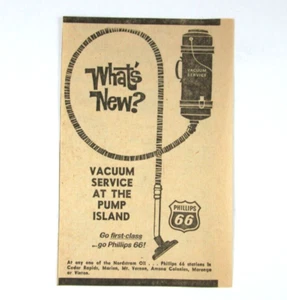 What's
New?
VACUUM
SERVICE
VACUUM
SERVICE
AT THE
PUMP
ISLAND
PHILLIPS
66
Go first-class
...go Phillips 66!
At any one of the Nordstrom Oil . . . Phillips 66 stations in
Cedar Rapids, Marion, Mt. Vernon, Amana Colonies, Marengo
or Keota.